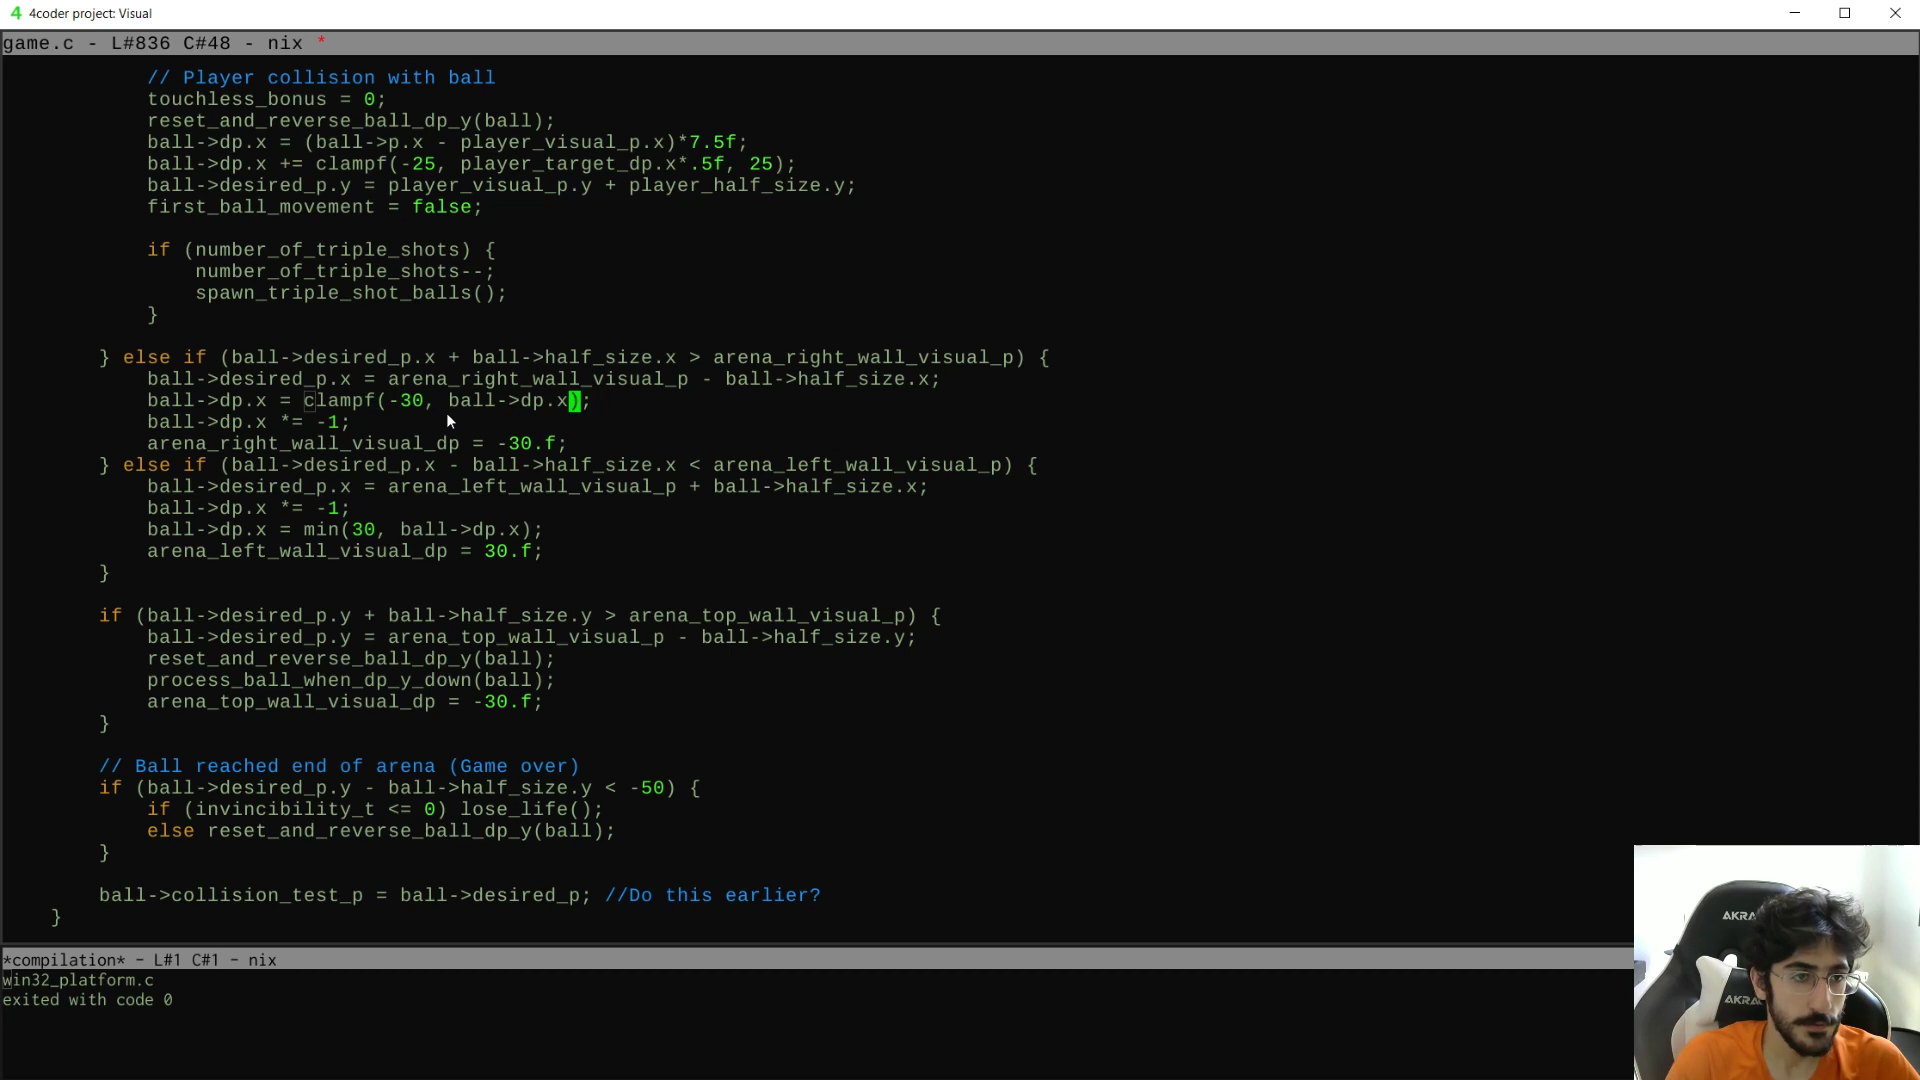 4 4coder project: Visual
game.c - L#836 C#48 - nix *
// Player collision with ball
touchless_bonus = 0;
reset_and_reverse_ball_dp_y(ball);
ball->dp.x = (ball->p.x - player_visual_p.x)*7.5f;
ball->dp.x += clampf(-25, player_target_dp.x*.5f, 25);
ball->desired_p.y = player_visual_p.y + player_half_size.y;
first_ball_movement = false;
if (number_of_triple_shots) {
number_of_triple_shots--;
spawn_triple_shot_balls();
}
} else if (ball->desired_p.x + ball->half_size.x > arena_right_wall_visual_p) {
ball->desired_p.x = arena_right_wall_visual_p - ball->half_size.x;
ball->dp.x = clampf(-30, ball->dp.x);
ball->dp.x *= -1;
arena_right_wall_visual_dp = -30.f;
} else if (ball->desired_p.x - ball->half_size.x < arena_left_wall_visual_p) {
ball->desired_p.x = arena_left_wall_visual_p + ball->half_size.x;
ball->dp.x *= -1;
ball->dp.x = min(30, ball->dp.x);
arena_left_wall_visual_dp = 30.f;
}
if (ball->desired_p.y + ball->half_size.y > arena_top_wall_visual_p) {
ball->desired_p.y = arena_top_wall_visual_p - ball->half_size.y;
reset_and_reverse_ball_dp_y(ball);
process_ball_when_dp_y_down(ball);
arena_top_wall_visual_dp = -30.f;
}
// Ball reached end of arena (Game over)
if (ball->desired_p.y - ball->half_size.y < -50) {
if (invincibility_t <= 0) lose_life();
else reset_and_reverse_ball_dp_y(ball);
}
ball->collision_test_p = ball->desired_p; //Do this earlier?
}
*compilation* - L#1 C#1 - nix
win32_platform.c
exited with code 0
AKRA
AKRA